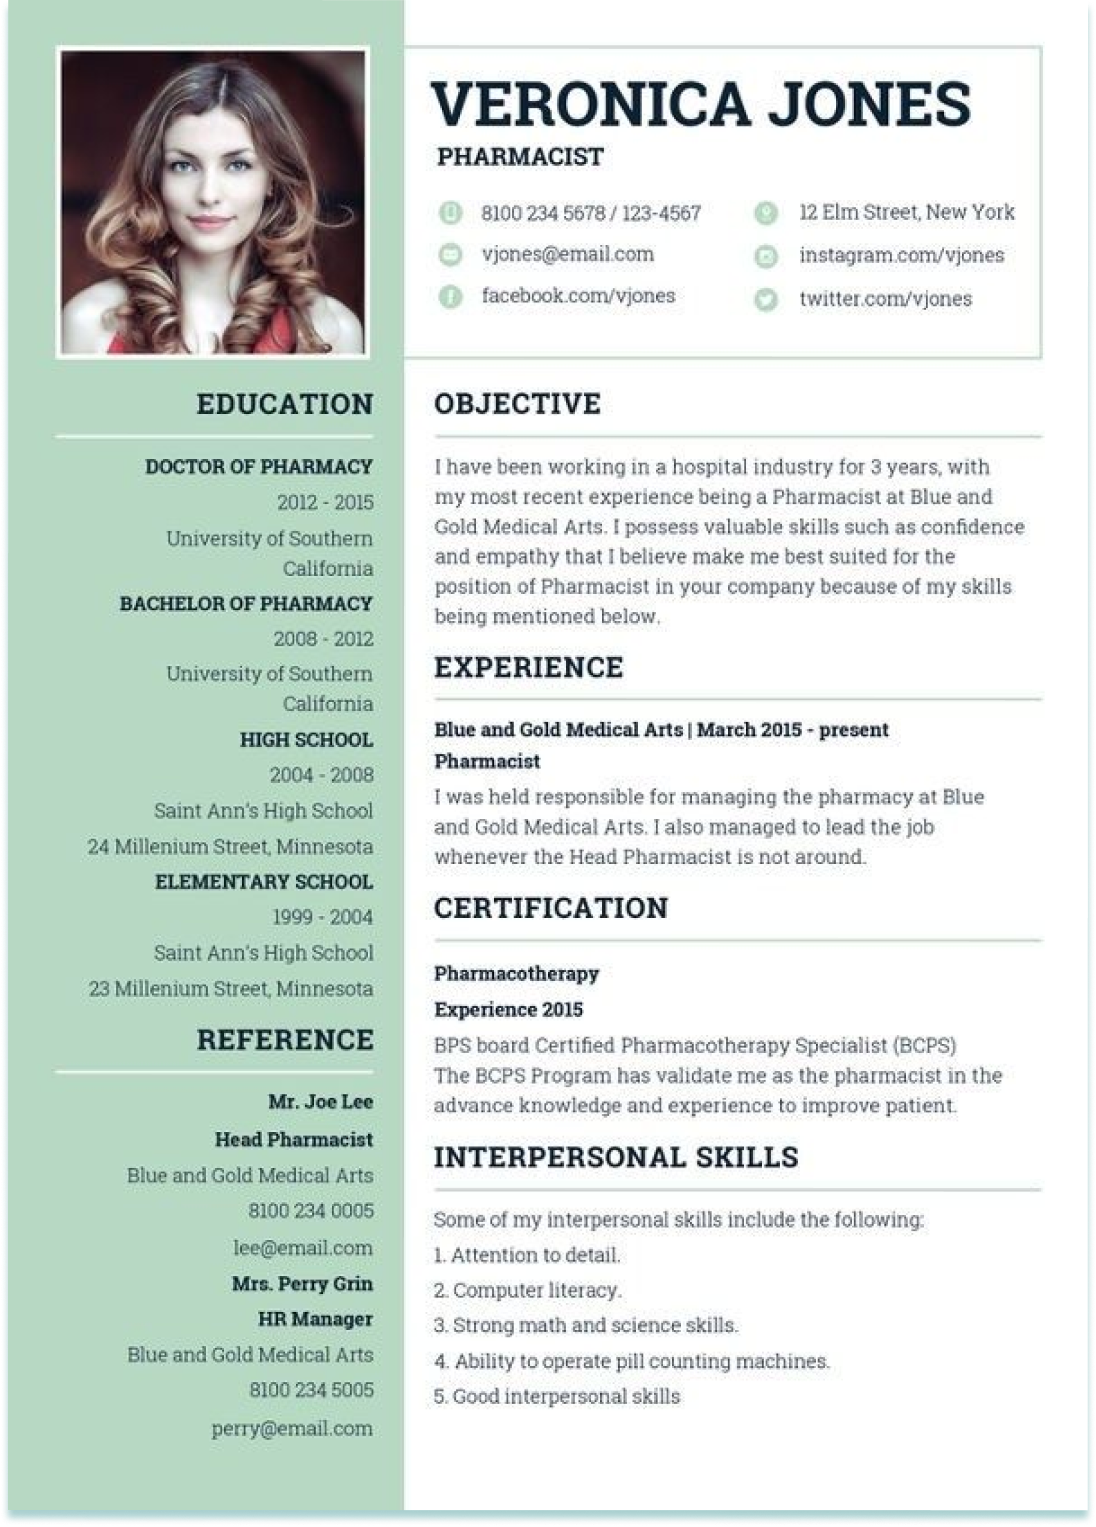 VERONICA JONES
PHARMACIST
8100 234 5678 / 123-4567
vjones@email.com
facebook.com/vjones
12 Elm Street, New York
instagram.com/vjones
twitter.com/vjones
EDUCATION
DOCTOR OF PHARMACY
2012 - 2015
University of Southern
California
BACHELOR OF PHARMACY
2008 - 2012
University of Southern
California
HIGH SCHOOL
2004 - 2008
Saint Ann's High School
24 Millenium Street, Minnesota
ELEMENTARY SCHOOL
1999 - 2004
Saint Ann's High School
23 Millenium Street, Minnesota
REFERENCE
Mr. Joe Lee
Head Pharmacist
Blue and Gold Medical Arts
8100 234 0005
lee@email.com
Mrs. Perry Grin
HR Manager
Blue and Gold Medical Arts
8100 234 5005
perry@email.com
OBJECTIVE
I have been working in a hospital industry for 3 years, with
my most recent experience being a Pharmacist at Blue and
Gold Medical Arts. I possess valuable skills such as confidence
and empathy that I believe make me best suited for the
position of Pharmacist in your company because of my skills
being mentioned below.
EXPERIENCE
Blue and Gold Medical Arts | March 2015 - present
Pharmacist
I was held responsible for managing the pharmacy at Blue
and Gold Medical Arts. I also managed to lead the job
whenever the Head Pharmacist is not around.
CERTIFICATION
Pharmacotherapy
Experience 2015
BPS board Certified Pharmacotherapy Specialist (BCPS)
The BCPS Program has validate me as the pharmacist in the
advance knowledge and experience to improve patient.
INTERPERSONAL SKILLS
Some of my interpersonal skills include the following:
1. Attention to detail.
2. Computer literacy.
3. Strong math and science skills.
4. Ability to operate pill counting machines.
5. Good interpersonal skills